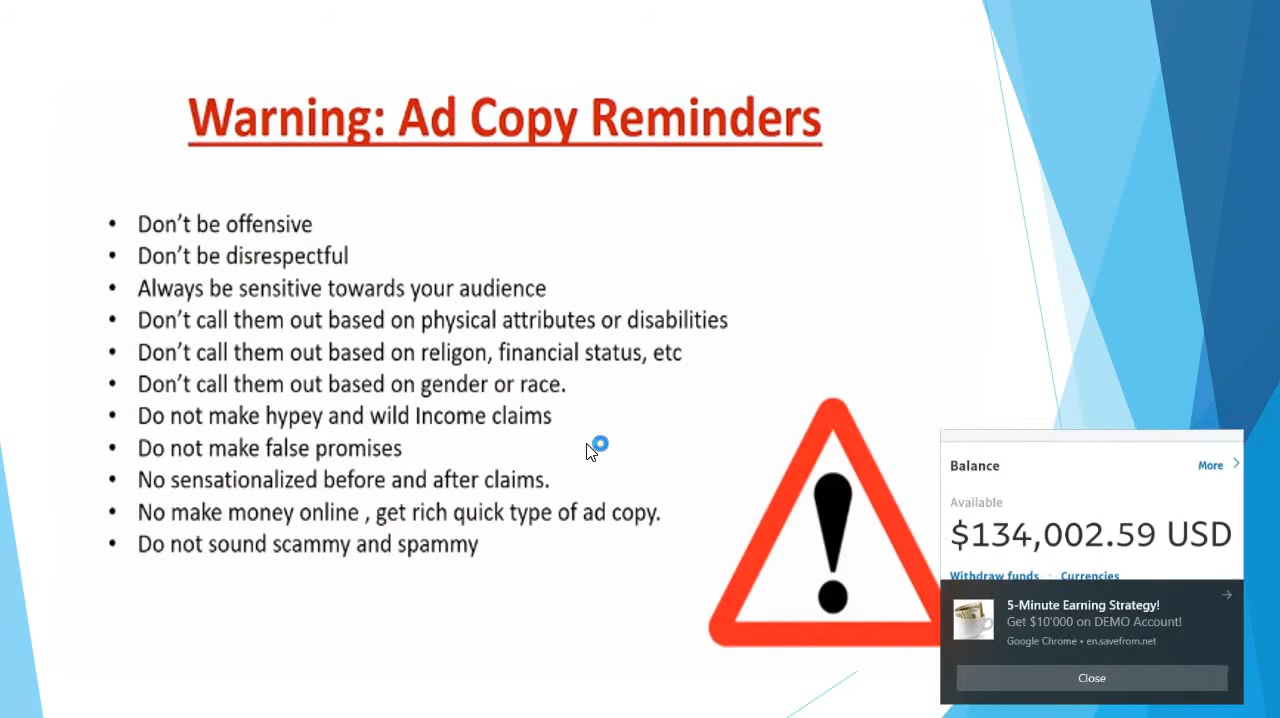 Warning: Ad Copy Reminders
• Don't be offensive
• Don't be disrespectful
• Always be sensitive towards your audience
• Don't call them out based on physical attributes or disabilities
• Don't call them out based on religon, financial status, etc
• Don't call them out based on gender or race.
• Do not make hypey and wild Income claims
• Do not make false promises
• No sensationalized before and after claims.
• No make money online , get rich quick type of ad copy.
• Do not sound scammy and spammy
Balance
More
Available
$134,002.59 USD
Withdraw funds · Currencies
5-Minute Earning Strategy!
Get $10'000 on DEMO Account!
Google Chrome • en.savefrom.net
Close